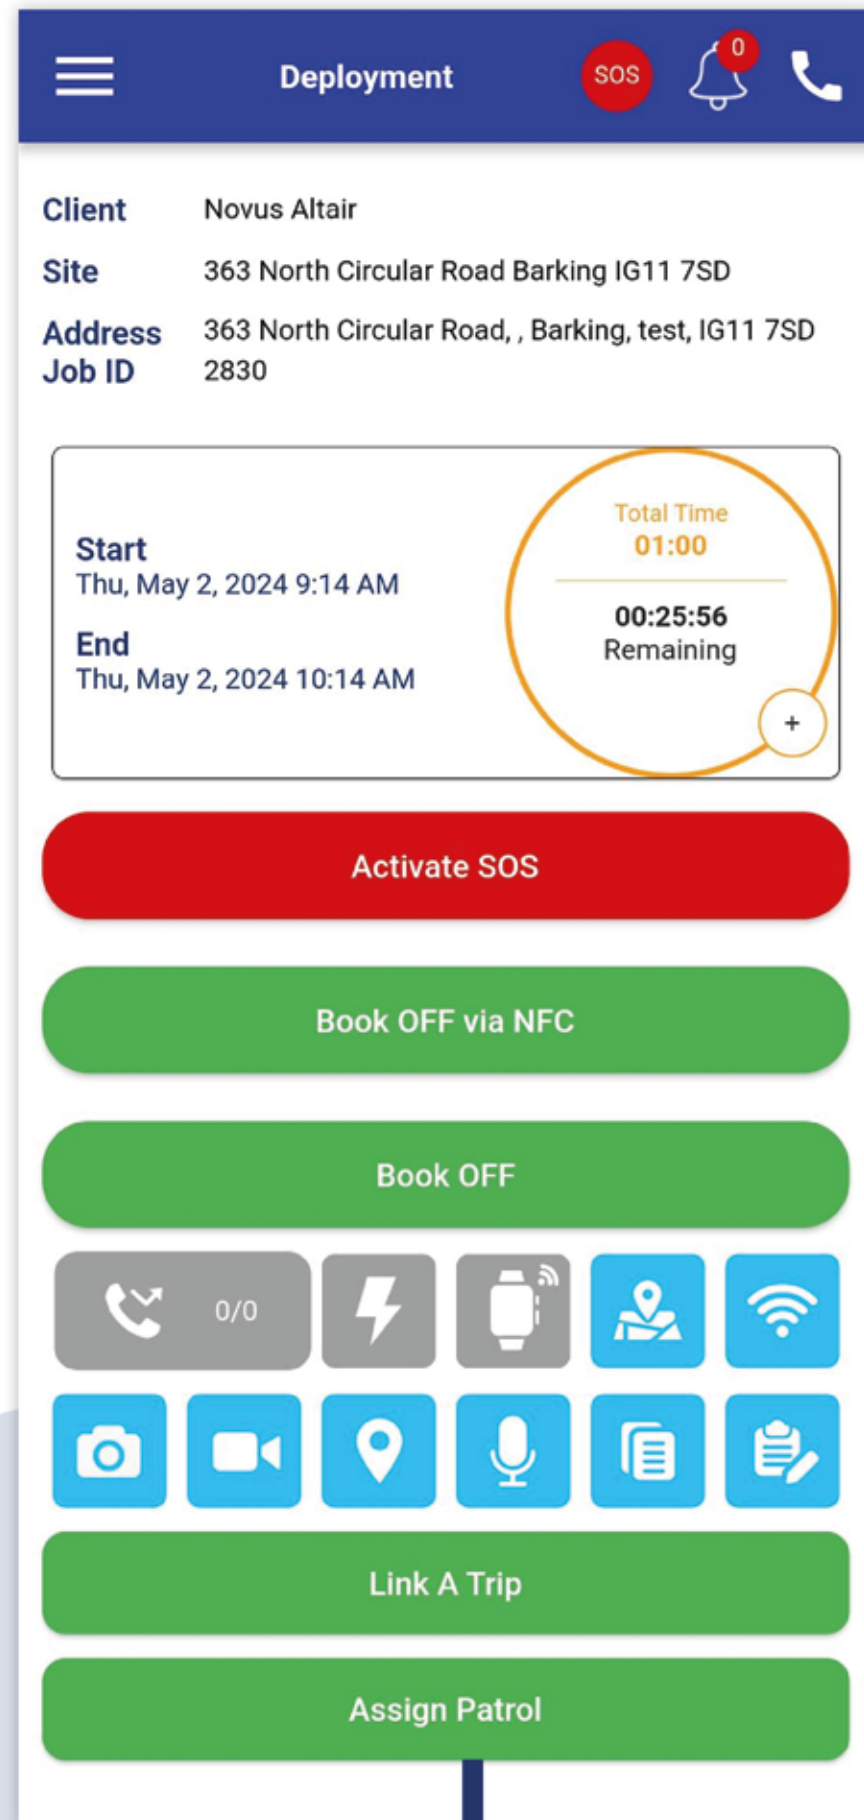 Deployment
SOS
0
Client Novus Altair
Site 363 North Circular Road Barking IG11 7SD
Address 363 North Circular Road, , Barking, test, IG11 7SD
Job ID 2830
Total Time
01:00
Start
Thu, May 2, 2024 9:14 AM
00:25:56
Remaining
End
Thu, May 2, 2024 10:14 AM
+
Activate SOS
Book OFF via NFC
Book OFF
0/0
Link A Trip
Assign Patrol